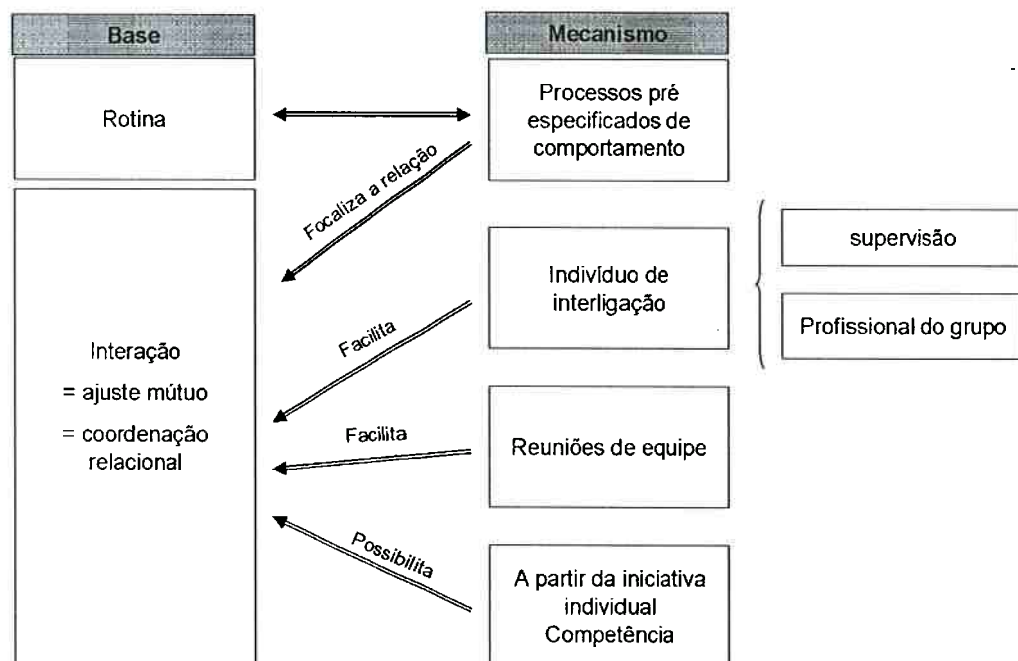 Base
Mecanismo
Rotina
Processos pré
especificados de
comportamento
Focaliza a relação
Indivíduo de
interligação
supervisão
Profissional do grupo
Facilita
Interação
= ajuste mútuo
= coordenação
relacional
Facilita
Reuniões de equipe
Possibilita
A partir da iniciativa
individual
Competência